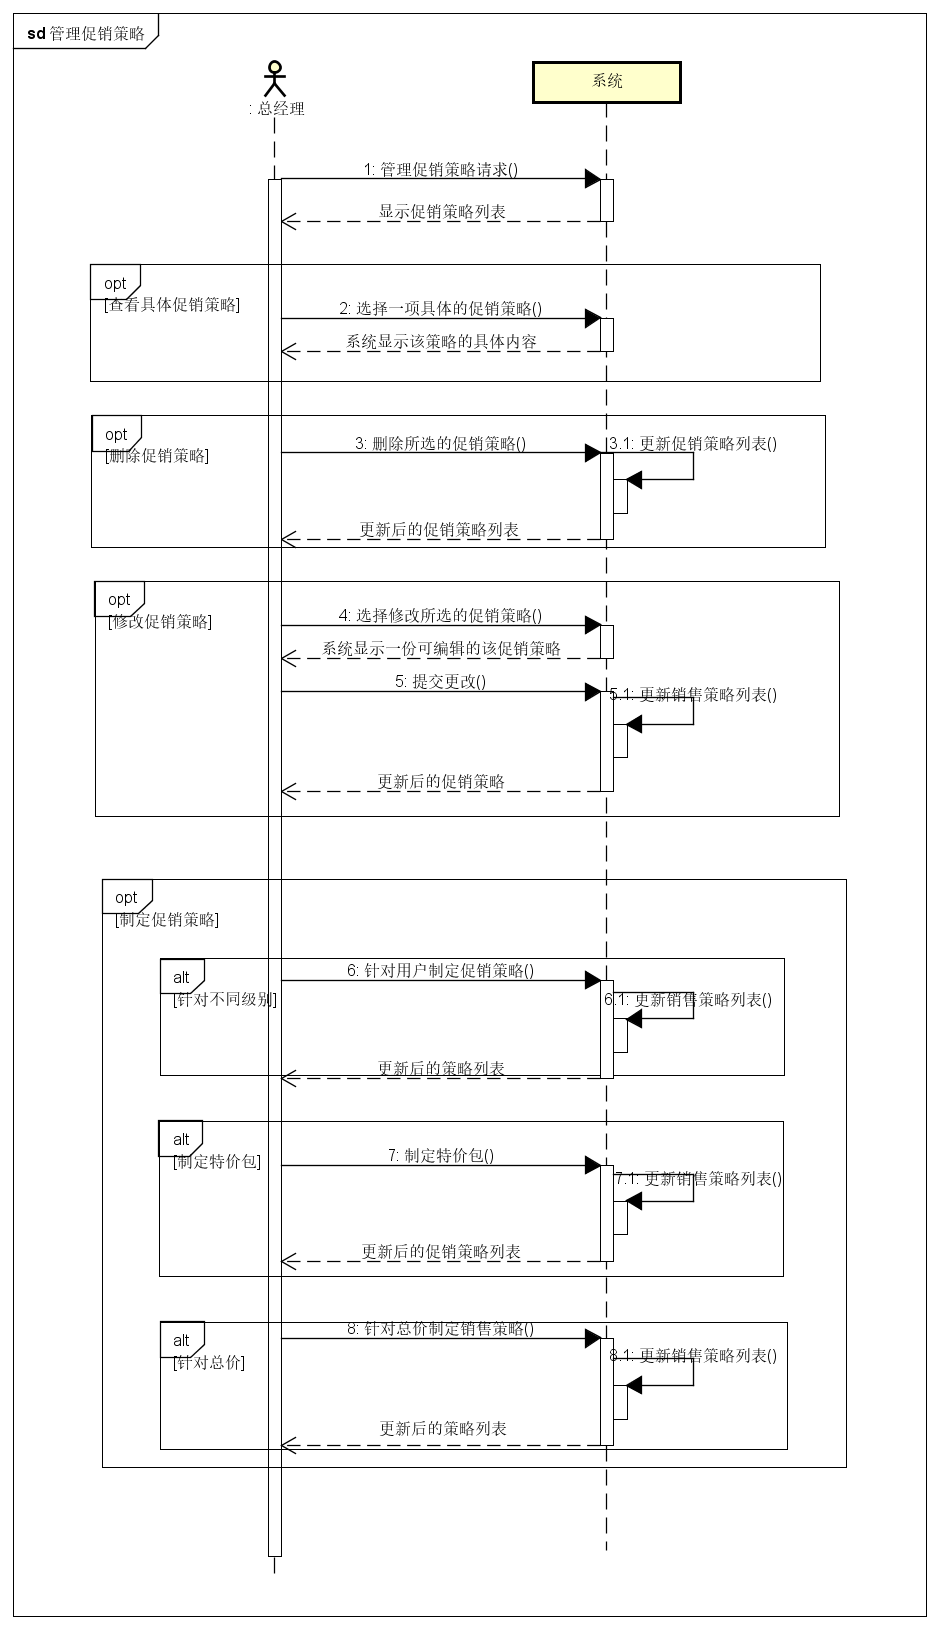 sd 管理促销策略
系统
: 总经理
1: 管理促销策略请求()
显示促销策略列表
opt
[查看具体促销策略]
2: 选择一项具体的促销策略()
系统显示该策略的具体内容
opt
[删除促销策略]
3: 删除所选的促销策略()
3.1: 更新促销策略列表()
更新后的促销策略列表
opt
[修改促销策略]
4: 选择修改所选的促销策略()
系统显示一份可编辑的该促销策略
5: 提交更改()
5.1: 更新销售策略列表()
更新后的促销策略
opt
[制定促销策略]
alt
[针对不同级别]
6: 针对用户制定促销策略()
6.1: 更新销售策略列表()
更新后的策略列表
alt
[制定特价包]
7: 制定特价包()
7.1: 更新销售策略列表()
更新后的促销策略列表
alt
[针对总价]
8: 针对总价制定销售策略()
8.1: 更新销售策略列表()
更新后的策略列表